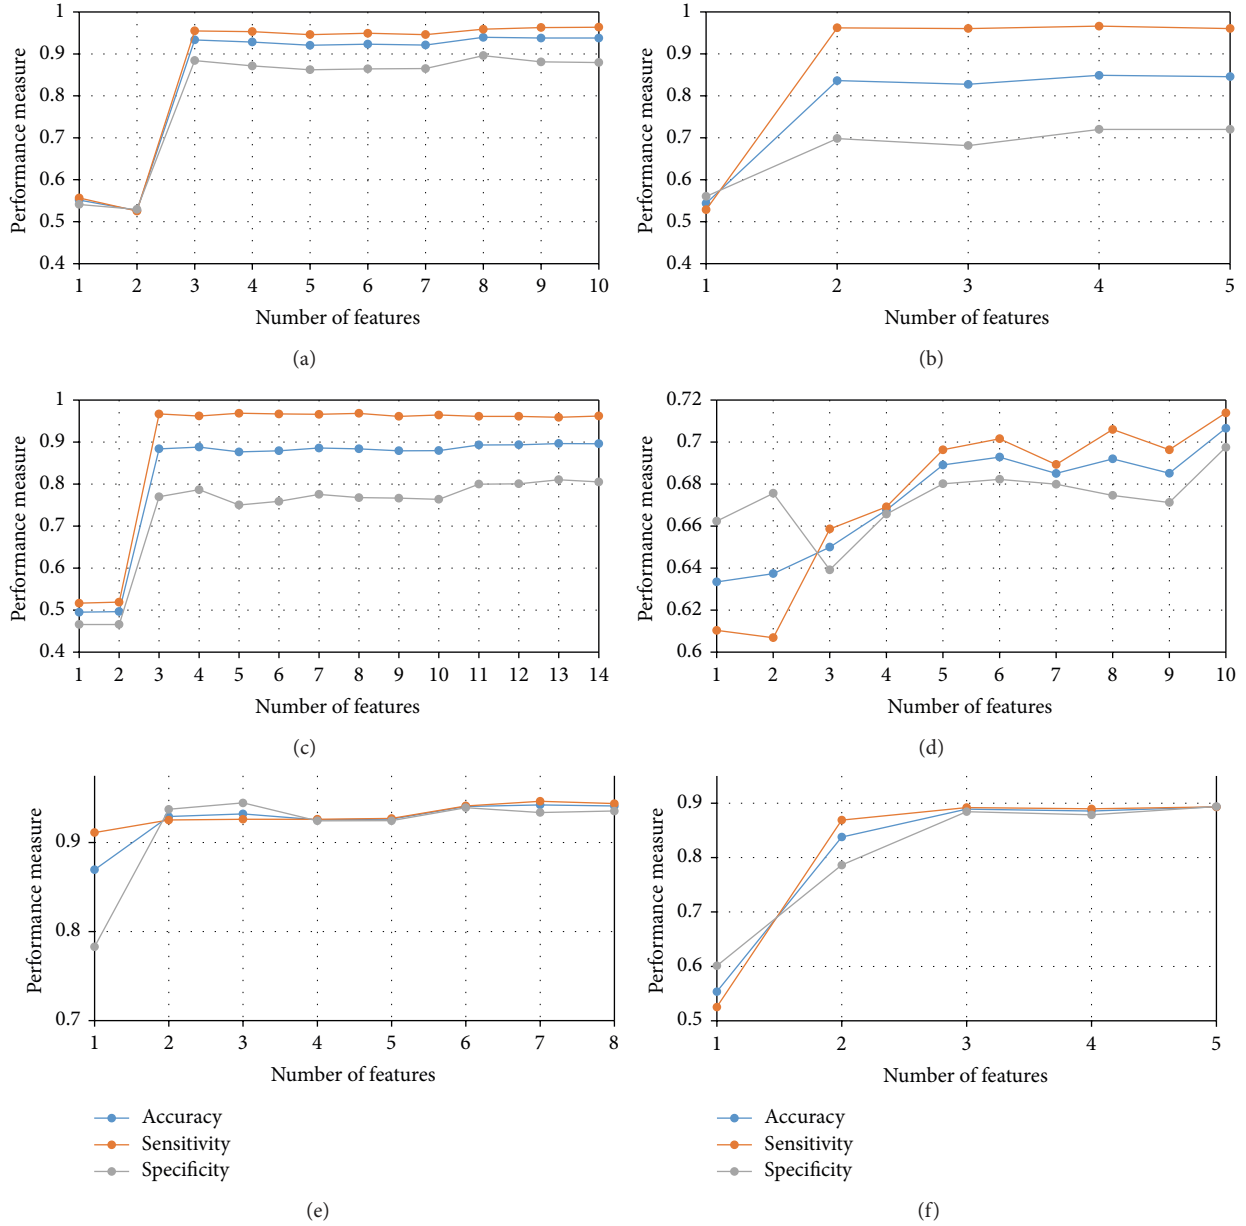 1
0.9
0.8
0.7
0.6
0.5
0.4
Performance measure
1 2 3 4 5 6 7 8 9 10
Number of features
(a)
1
0.9
0.8
0.7
0.6
0.5
0.4
Performance measure
1 2 3 4 5
Number of features
(b)
1
0.9
0.8
0.7
0.6
0.5
0.4
Performance measure
1 2 3 4 5 6 7 8 9 10 11 12 13 14
Number of features
(c)
0.72
0.7
0.68
0.66
0.64
0.62
0.6
Performance measure
1 2 3 4 5 6 7 8 9 10
Number of features
(d)
0.9
0.8
0.7
Performance measure
1 2 3 4 5 6 7 8
Number of features
Accuracy
Sensitivity
Specificity
(e)
0.9
0.8
0.7
0.6
0.5
Performance measure
1 2 3 4 5
Number of features
Accuracy
Sensitivity
Specificity
(f)